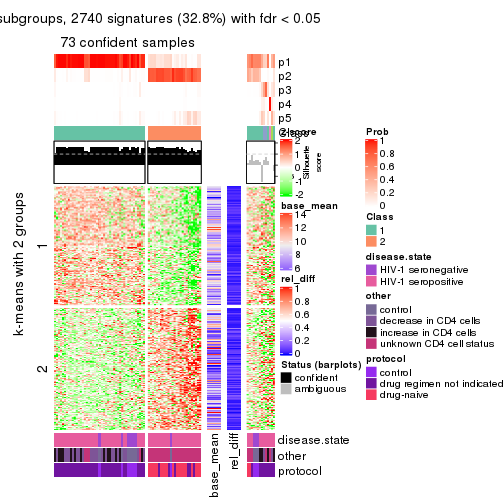 subgroups, 2740 signatures (32.8%) with fdr < 0.05
73 confident samples
p1
p2
p3
p4
p5
Class
Silhouette
score
z-score
2
1
0
-1
-2
base_mean
14
12
10
8
6
rel_diff
1
0.8
0.6
0.4
0.2
0
Status (barplots)
confident
ambiguous
Prob
1
0.8
0.6
0.4
0.2
0
Class
1
2
disease.state
HIV-1 seronegative
HIV-1 seropositive
other
control
decrease in CD4 cells
increase in CD4 cells
unknown CD4 cell status
protocol
control
drug regimen not indicated
drug-naive
k-means with 2 groups
1
2
disease.state
other
protocol
base_mean
rel_diff